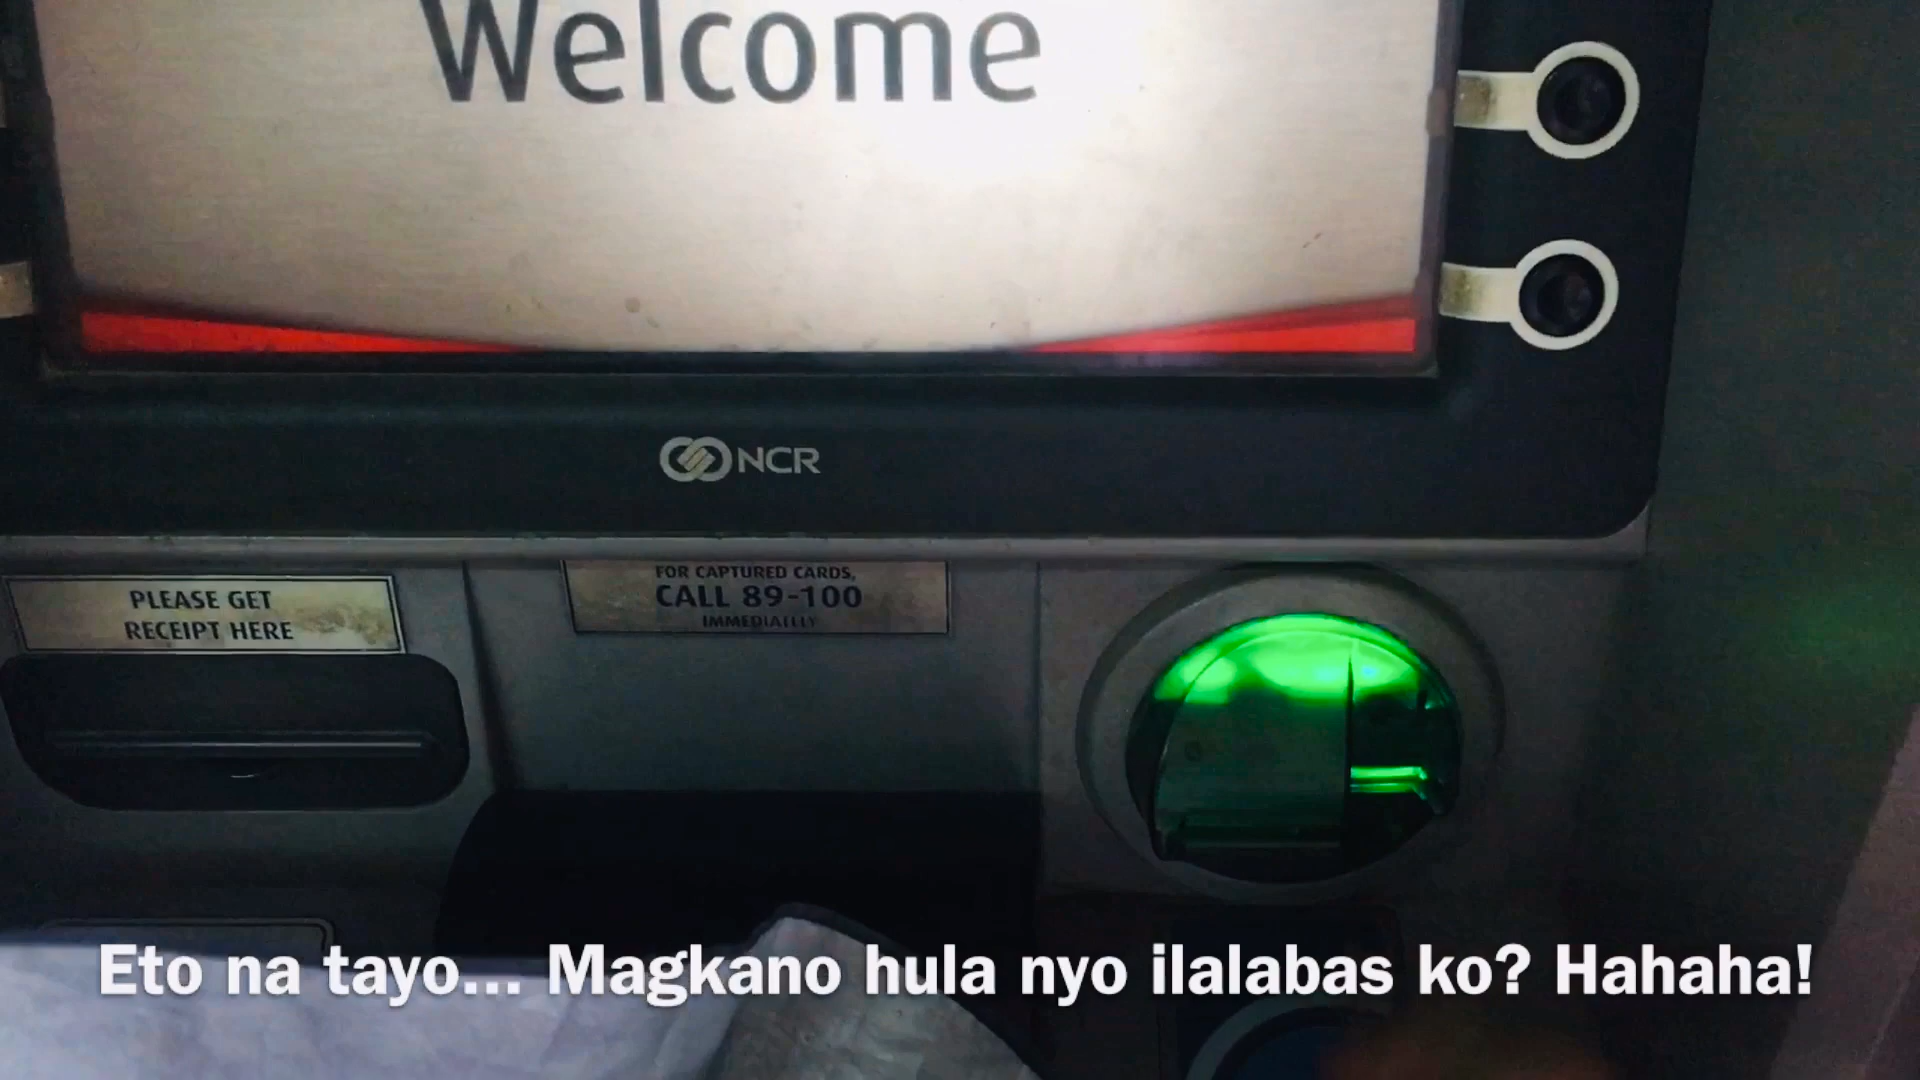 Welcome
NCR
PLEASE GET
RECEIPT HERE
FOR CAPTURED CARDS,
CALL 89-100
IMMEDIATELY
Eto na tayo... Magkano hula nyo ilalabas ko? Hahaha!